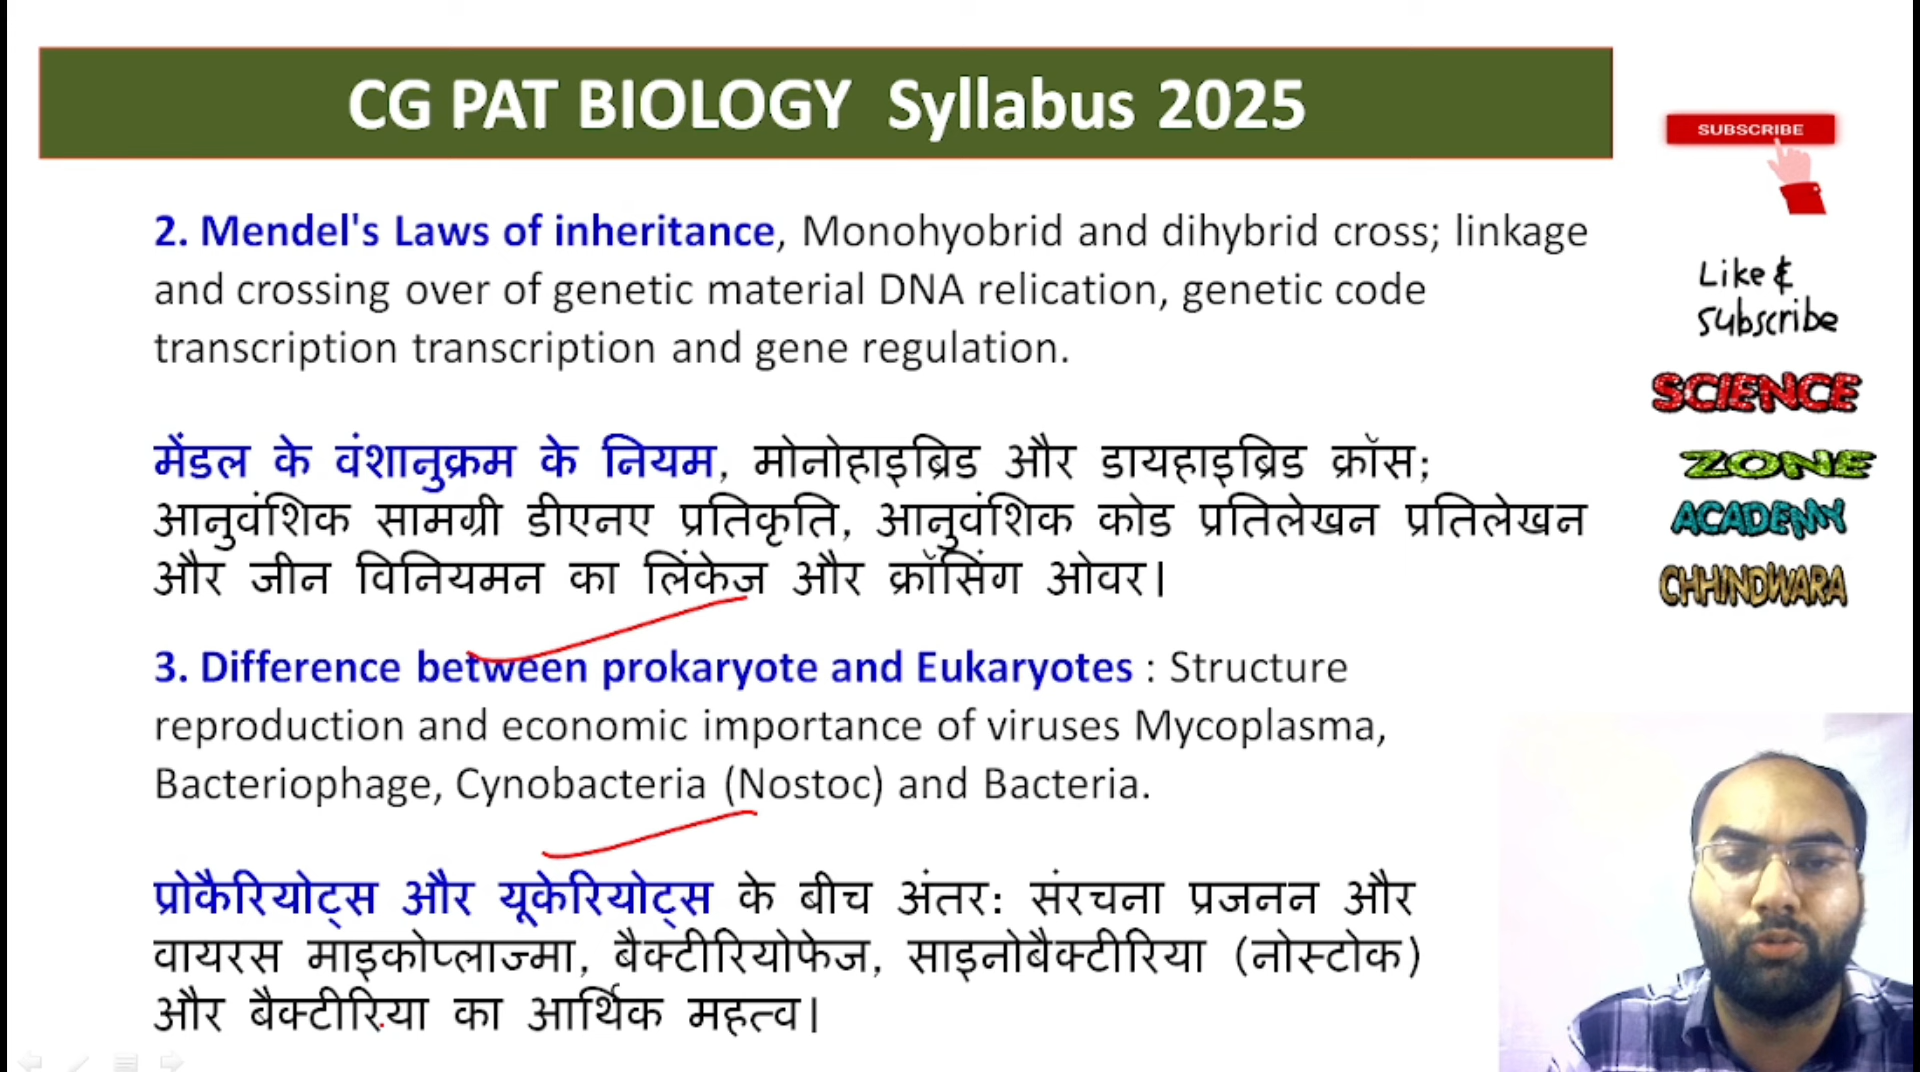 CG PAT BIOLOGY Syllabus 2025
2. Mendel's Laws of inheritance, Monohyobrid and dihybrid cross; linkage
and crossing over of genetic material DNA relication, genetic code
transcription transcription and gene regulation.
मेंडल के वंशानुक्रम के नियम, मोनोहाइब्रिड और डायहाइब्रिड क्रॉस;
आनुवंशिक सामग्री डीएनए प्रतिकृति, आनुवंशिक कोड प्रतिलेखन प्रतिलेखन
और जीन विनियमन का लिंकेज और क्रॉसिंग ओवर।
3. Difference between prokaryote and Eukaryotes : Structure
reproduction and economic importance of viruses Mycoplasma,
Bacteriophage, Cynobacteria (Nostoc) and Bacteria.
प्रोकैरियोट्स और यूकेरियोट्स के बीच अंतर: संरचना प्रजनन और
वायरस माइकोप्लाज्मा, बैक्टीरियोफेज, साइनोबैक्टीरिया (नोस्टोक)
और बैक्टीरिया का आर्थिक महत्व।
SUBSCRIBE
Like &
Subscribe
SCIENCE
ZONE
ACADEMY
CHHINDWARA